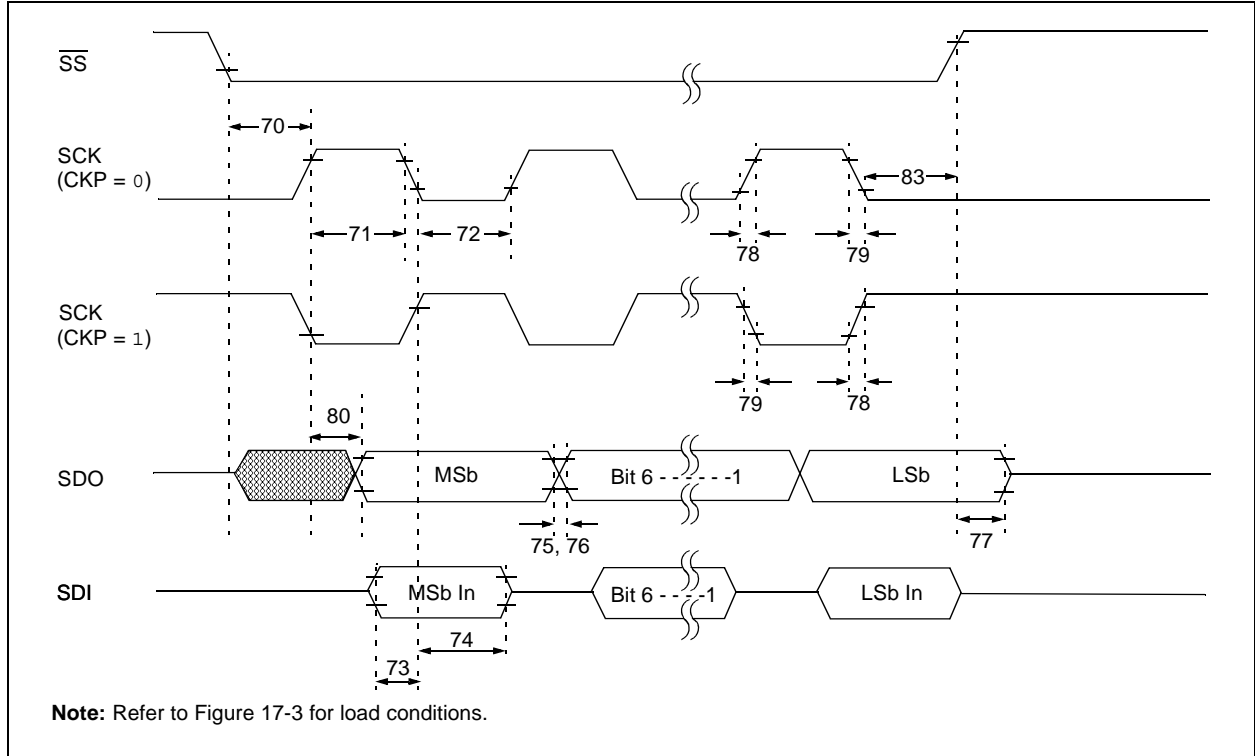 SS
70
SCK
(CKP = 0)
83
71
72
78
79
SCK
(CKP = 1)
79
78
80
SDO
MSb
Bit 6 - - - - - -1
LSb
75, 76
77
SDI
MSb In
Bit 6 - - - - -1
LSb In
74
73
Note: Refer to Figure 17-3 for load conditions.